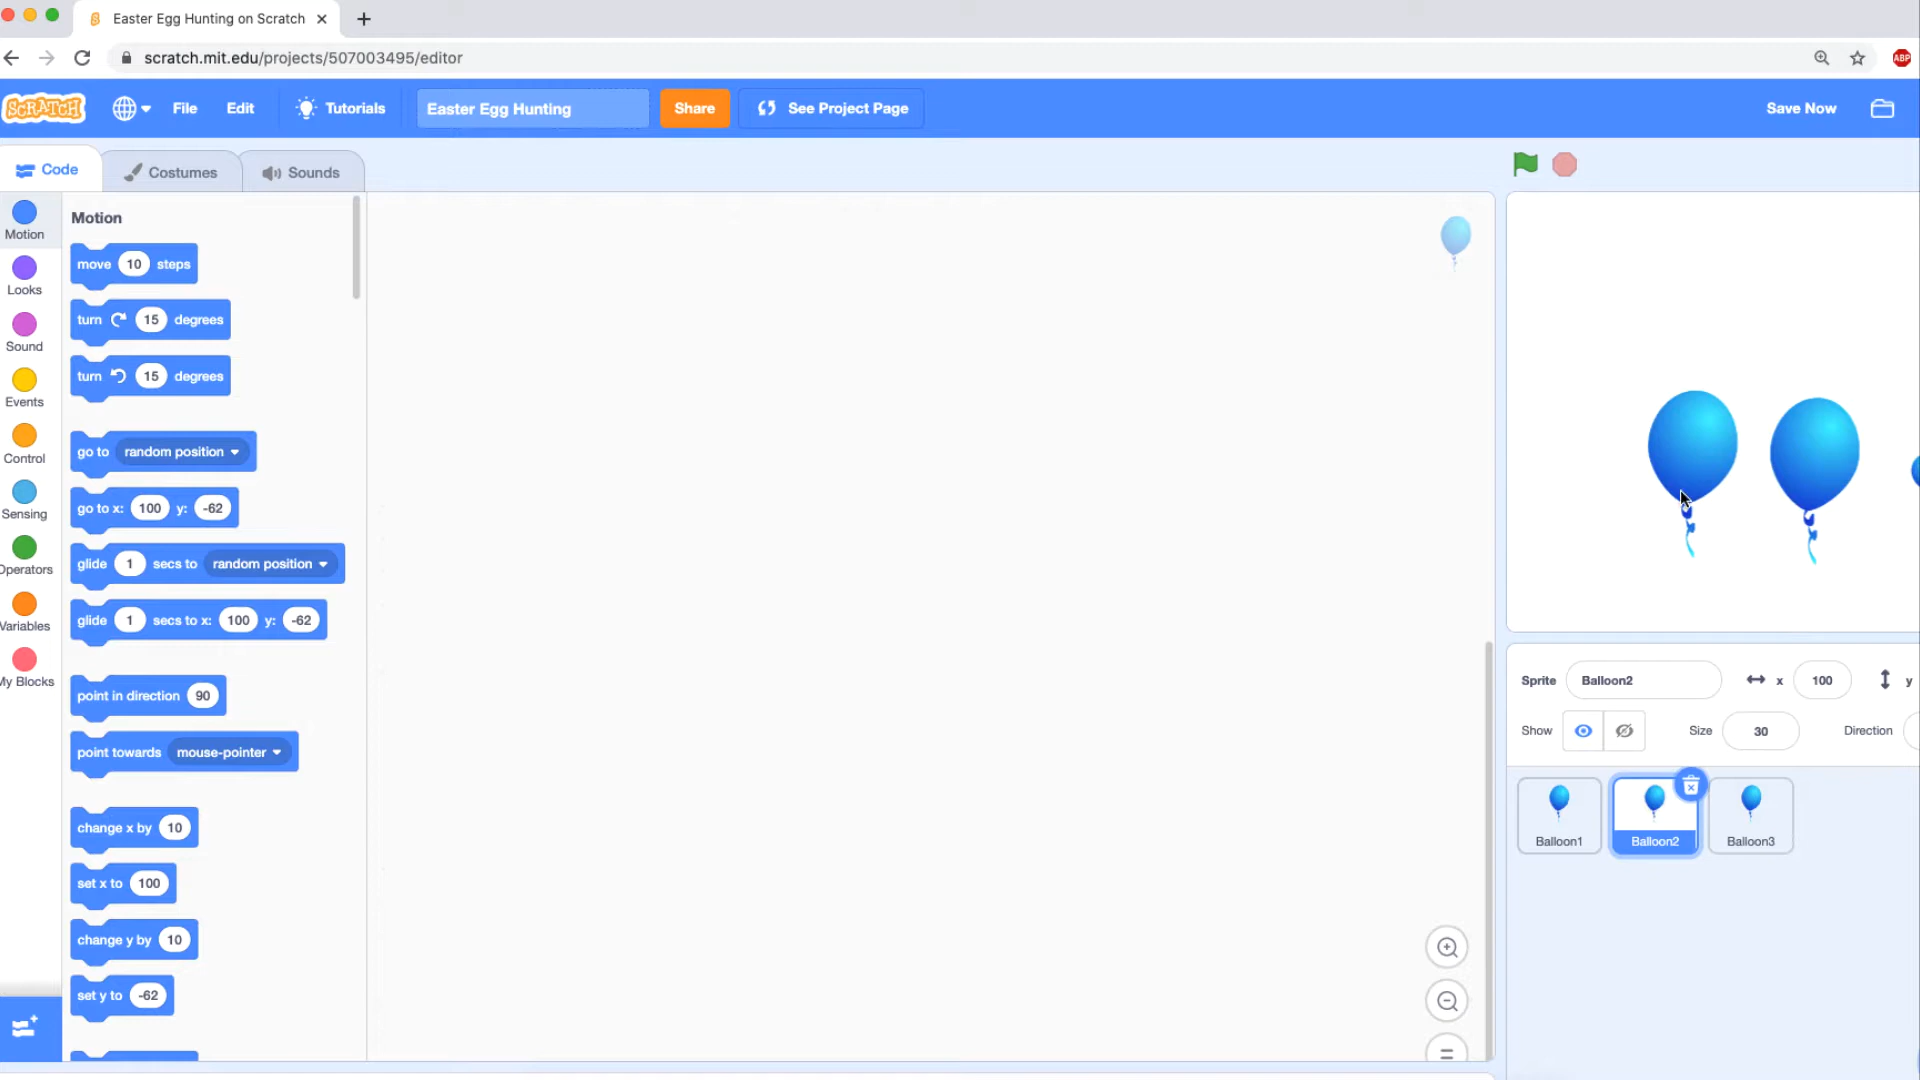 Easter Egg Hunting on Scratch
scratch.mit.edu/projects/507003495/editor
ABP
SCRATCH
File
Edit
Tutorials
Easter Egg Hunting
Share
See Project Page
Save Now
Code
Costumes
Sounds
Motion
Looks
Sound
Events
Control
Sensing
Operators
Variables
My Blocks
Motion
move 10 steps
turn 15 degrees
turn 15 degrees
go to random position
go to x: 100 y: -62
glide 1 secs to random position
glide 1 secs to x: 100 y: -62
point in direction 90
point towards mouse-pointer
change x by 10
set x to 100
change y by 10
set y to -62
Sprite Balloon2 x 100 y
Show Size 30 Direction
Balloon1
Balloon2
Balloon3